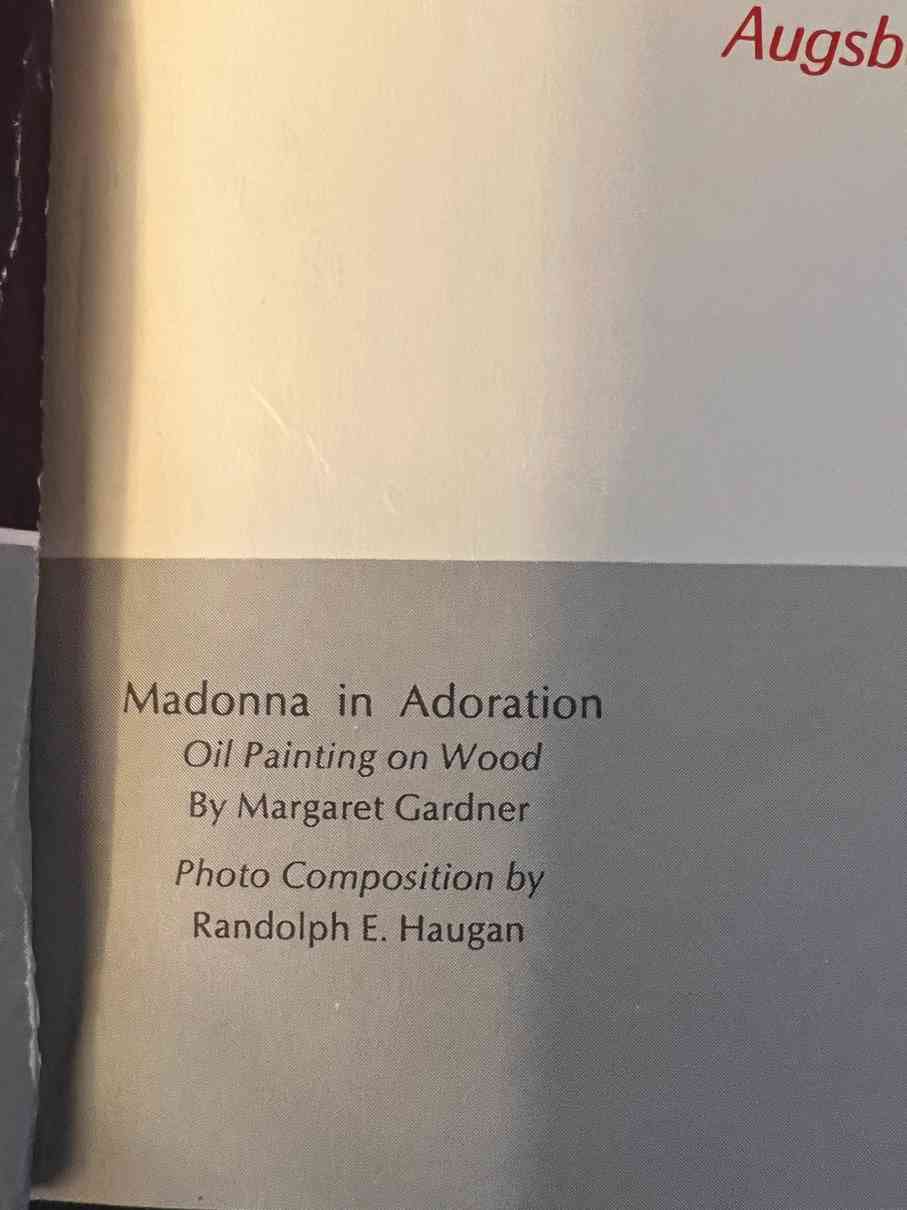 Augsb
Madonna in Adoration
Oil Painting on Wood
By Margaret Gardner
Photo Composition by
Randolph E. Haugan